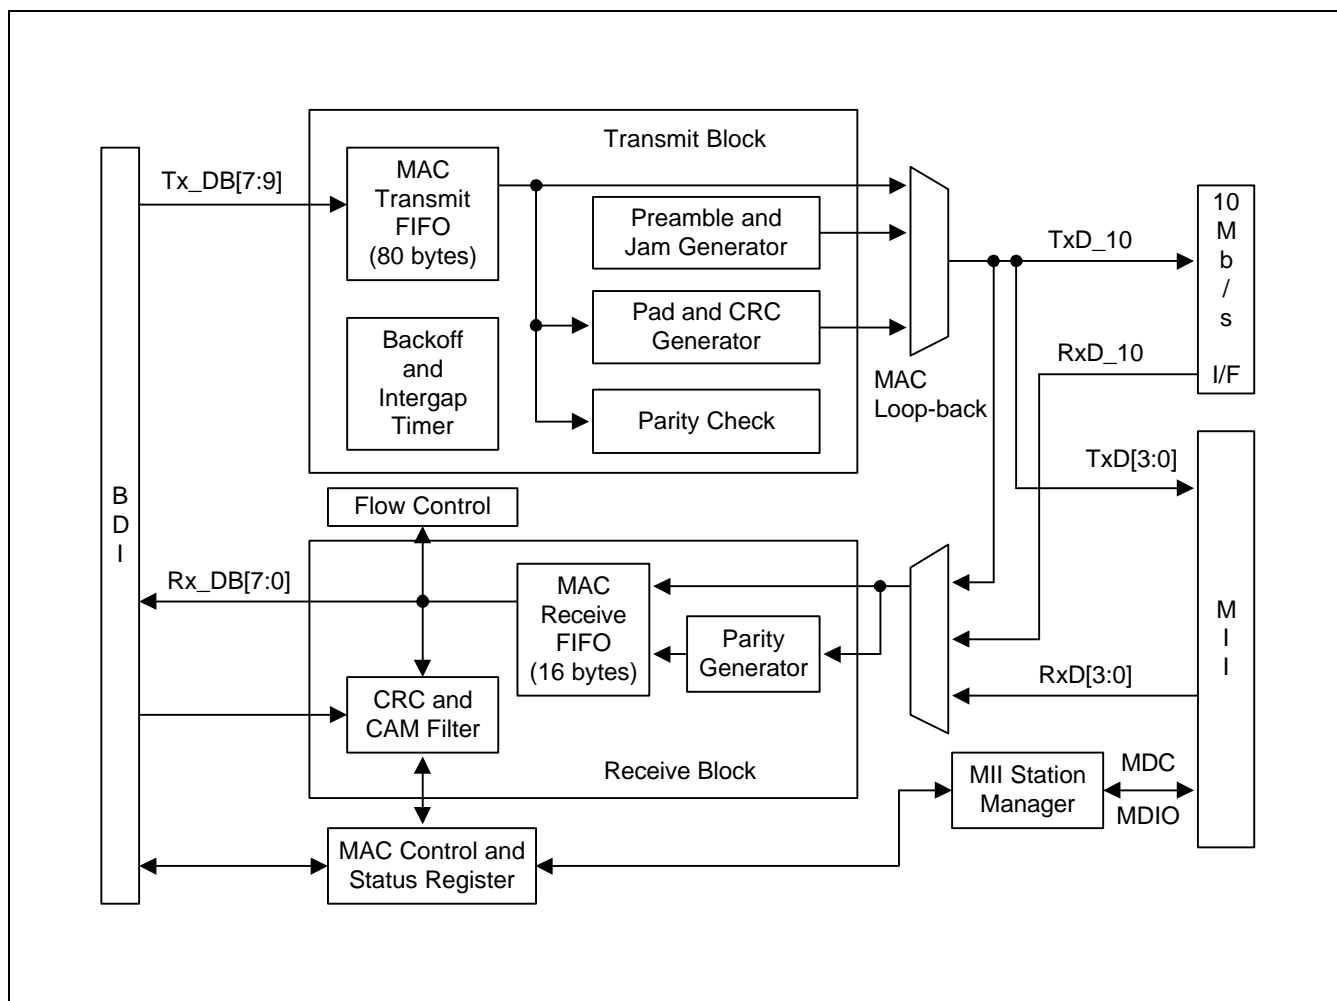 Transmit Block
Tx_DB[7:9]
MAC
Transmit
FIFO
(80 bytes)
Preamble and
Jam Generator
Pad and CRC
Generator
Backoff
and
Intergap
Timer
Parity Check
MAC
Loop-back
TxD_10
RxD_10
10
M
b
/
s
I/F
TxD[3:0]
B
D
I
Flow Control
Rx_DB[7:0]
MAC
Receive
FIFO
(16 bytes)
Parity
Generator
CRC and
CAM Filter
Receive Block
RxD[3:0]
M
I
I
MII Station
Manager
MDC
MDIO
MAC Control and
Status Register